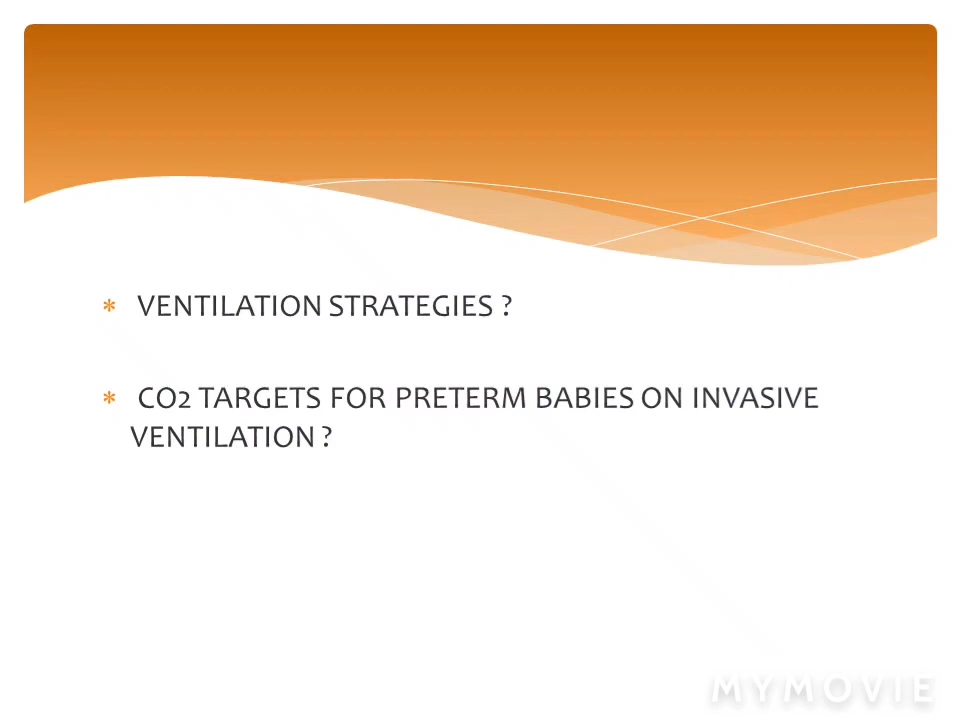 * VENTILATION STRATEGIES ?
* CO2 TARGETS FOR PRETERM BABIES ON INVASIVE
VENTILATION ?
MYMOVIE